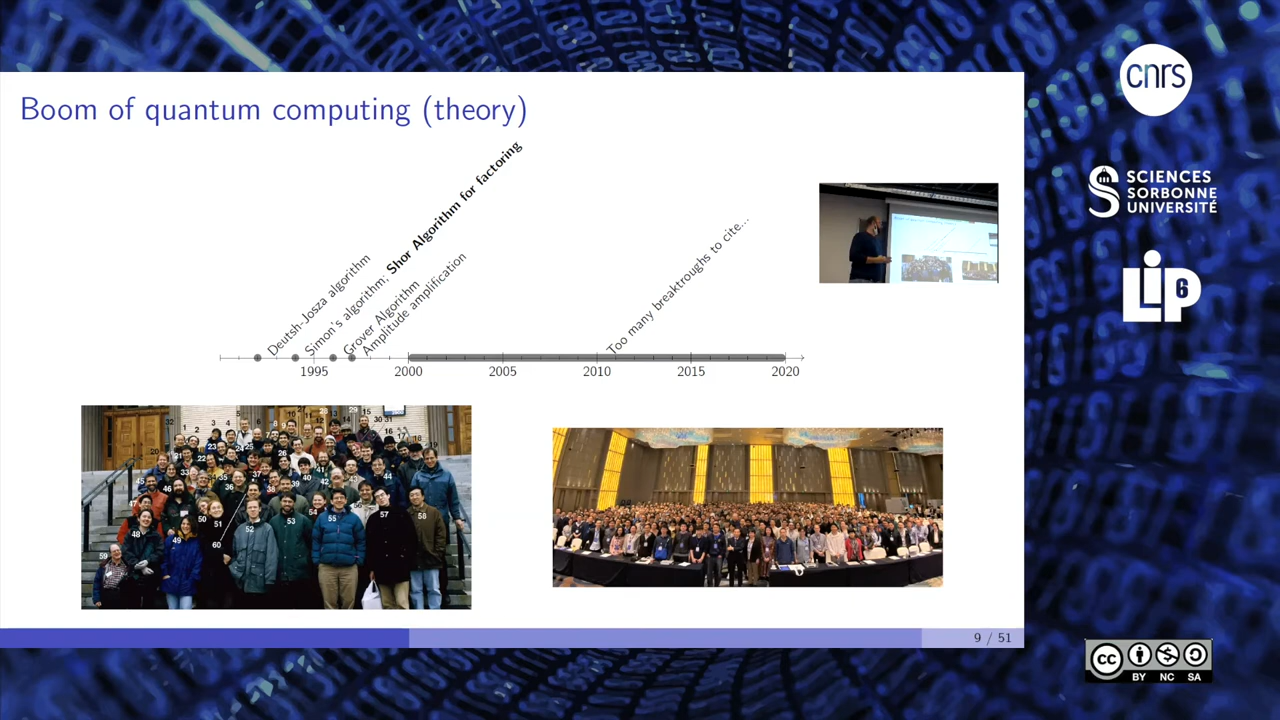 Boom of quantum computing (theory)
Deutsh-Josza algorithm
Simon's algorithm; Shor Algorithm for factoring
Grover Algorithm
Amplitude amplification
Too many breaktroughs to cite...
1995 2000 2005 2010 2015 2020
9 / 51
cnrs
SCIENCES
SORBONNE
UNIVERSITÉ
LIP6
cc
BY NC SA